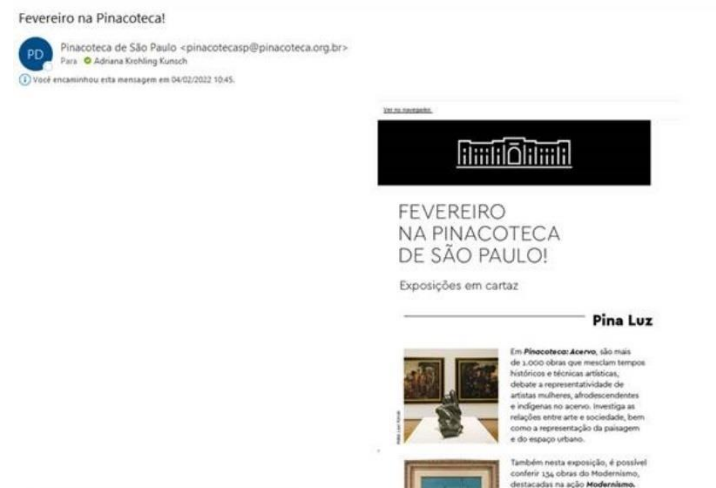 Fevereiro na Pinacoteca!
PD
Pinacoteca de São Paulo <pinacotecasp@pinacoteca.org.br>
Para Adriana Krohling Kunsch
Você encaminhou esta mensagem em 04/02/2022 10:45.
Ver no navegador.
FEVEREIRO
NA PINACOTECA
DE SÃO PAULO!
Exposições em cartaz
Pina Luz
Em Pinacoteca: Acervo, são mais
de 1.000 obras que mesclam tempos
históricos e técnicas artísticas,
debate a representatividade de
artistas mulheres, afrodescendentes
e indígenas no acervo. Investiga as
relações entre arte e sociedade, bem
como a representação da paisagem
e do espaço urbano.
Também nesta exposição, é possível
conferir 134 obras do Modernismo,
destacadas na ação Modernismo.